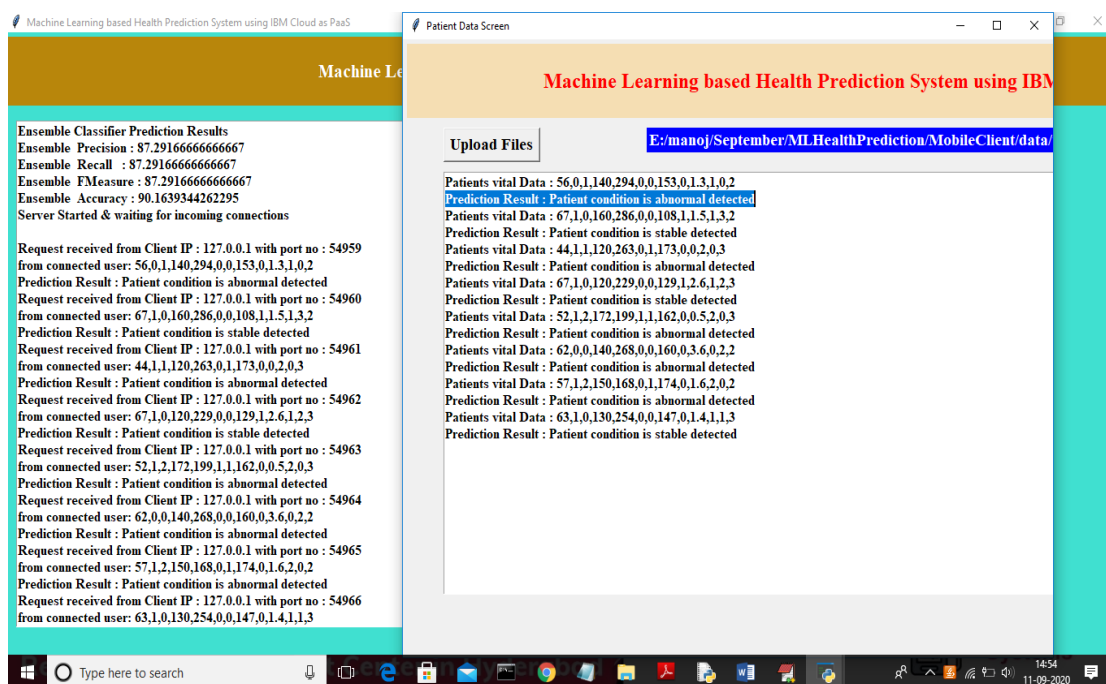 Machine Learning based Health Prediction System using IBM Cloud as PaaS
Machine Le
Ensemble Classifier Prediction Results
Ensemble Precision : 87.29166666666667
Ensemble Recall : 87.29166666666667
Ensemble FMeasure : 87.29166666666667
Ensemble Accuracy : 90.1639344262295
Server Started & waiting for incoming connections
Request received from Client IP : 127.0.0.1 with port no : 54959
from connected user: 56,0,1,140,294,0,0,153,0,1.3,1,0,2
Prediction Result : Patient condition is abnormal detected
Request received from Client IP : 127.0.0.1 with port no : 54960
from connected user: 67,1,0,160,286,0,0,108,1,1.5,1,3,2
Prediction Result : Patient condition is stable detected
Request received from Client IP : 127.0.0.1 with port no : 54961
from connected user: 44,1,1,120,263,0,1,173,0,0,2,0,3
Prediction Result : Patient condition is abnormal detected
Request received from Client IP : 127.0.0.1 with port no : 54962
from connected user: 67,1,0,120,229,0,0,129,1,2.6,1,2,3
Prediction Result : Patient condition is stable detected
Request received from Client IP : 127.0.0.1 with port no : 54963
from connected user: 52,1,2,172,199,1,1,162,0,0.5,2,0,3
Prediction Result : Patient condition is abnormal detected
Request received from Client IP : 127.0.0.1 with port no : 54964
from connected user: 62,0,0,140,268,0,0,160,0,3.6,0,2,2
Prediction Result : Patient condition is abnormal detected
Request received from Client IP : 127.0.0.1 with port no : 54965
from connected user: 57,1,2,150,168,0,1,174,0,1.6,2,0,2
Prediction Result : Patient condition is abnormal detected
Request received from Client IP : 127.0.0.1 with port no : 54966
from connected user: 63,1,0,130,254,0,0,147,0,1.4,1,1,3
Patient Data Screen
Machine Learning based Health Prediction System using IBM
Upload Files
E:/manoj/September/MLHealthPrediction/MobileClient/data/
Patients vital Data : 56,0,1,140,294,0,0,153,0,1.3,1,0,2
Prediction Result : Patient condition is abnormal detected
Patients vital Data : 67,1,0,160,286,0,0,108,1,1.5,1,3,2
Prediction Result : Patient condition is stable detected
Patients vital Data : 44,1,1,120,263,0,1,173,0,0,2,0,3
Prediction Result : Patient condition is abnormal detected
Patients vital Data : 67,1,0,120,229,0,0,129,1,2.6,1,2,3
Prediction Result : Patient condition is stable detected
Patients vital Data : 52,1,2,172,199,1,1,162,0,0.5,2,0,3
Prediction Result : Patient condition is abnormal detected
Patients vital Data : 62,0,0,140,268,0,0,160,0,3.6,0,2,2
Prediction Result : Patient condition is abnormal detected
Patients vital Data : 57,1,2,150,168,0,1,174,0,1.6,2,0,2
Prediction Result : Patient condition is abnormal detected
Patients vital Data : 63,1,0,130,254,0,0,147,0,1.4,1,1,3
Prediction Result : Patient condition is stable detected
Type here to search
14:54
11-09-2020